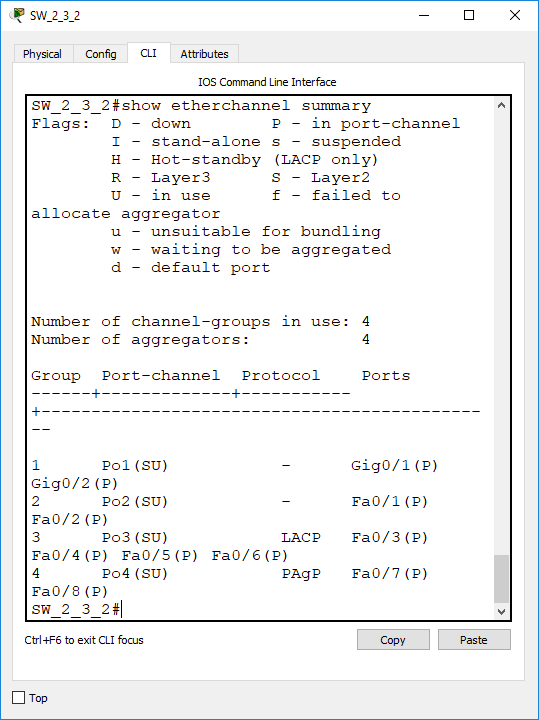 SW_2_3_2
Physical Config CLI Attributes
IOS Command Line Interface
SW_2_3_2#show etherchannel summary
Flags:  D - down        P - in port-channel
        I - stand-alone s - suspended
        H - Hot-standby (LACP only)
        R - Layer3      S - Layer2
        U - in use      f - failed to
allocate aggregator
        u - unsuitable for bundling
        w - waiting to be aggregated
        d - default port
Number of channel-groups in use: 4
Number of aggregators:           4
Group  Port-channel  Protocol    Ports
------+-------------+-----------
+--------------------------------------------
--
1      Po1(SU)           -      Gig0/1(P)
Gig0/2(P)
2      Po2(SU)           -      Fa0/1(P)
Fa0/2(P)
3      Po3(SU)           LACP   Fa0/3(P)
Fa0/4(P) Fa0/5(P) Fa0/6(P)
4      Po4(SU)           PAgP   Fa0/7(P)
Fa0/8(P)
SW_2_3_2#
Ctrl+F6 to exit CLI focus Copy Paste
Top